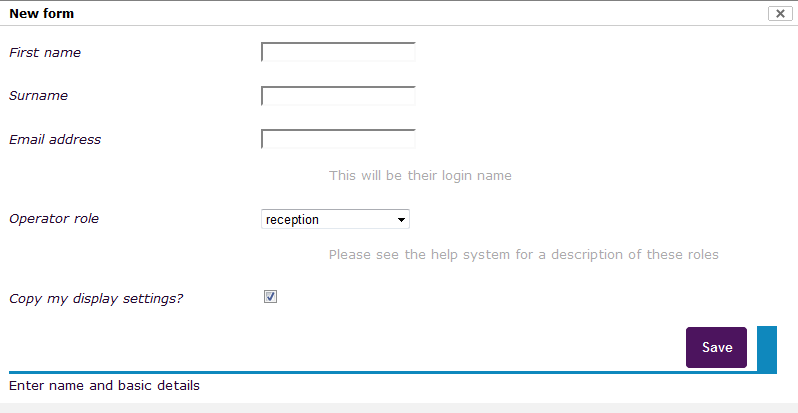 New form
First name
Surname
Email address
This will be their login name
Operator role
reception
Please see the help system for a description of these roles
Copy my display settings?
Save
Enter name and basic details